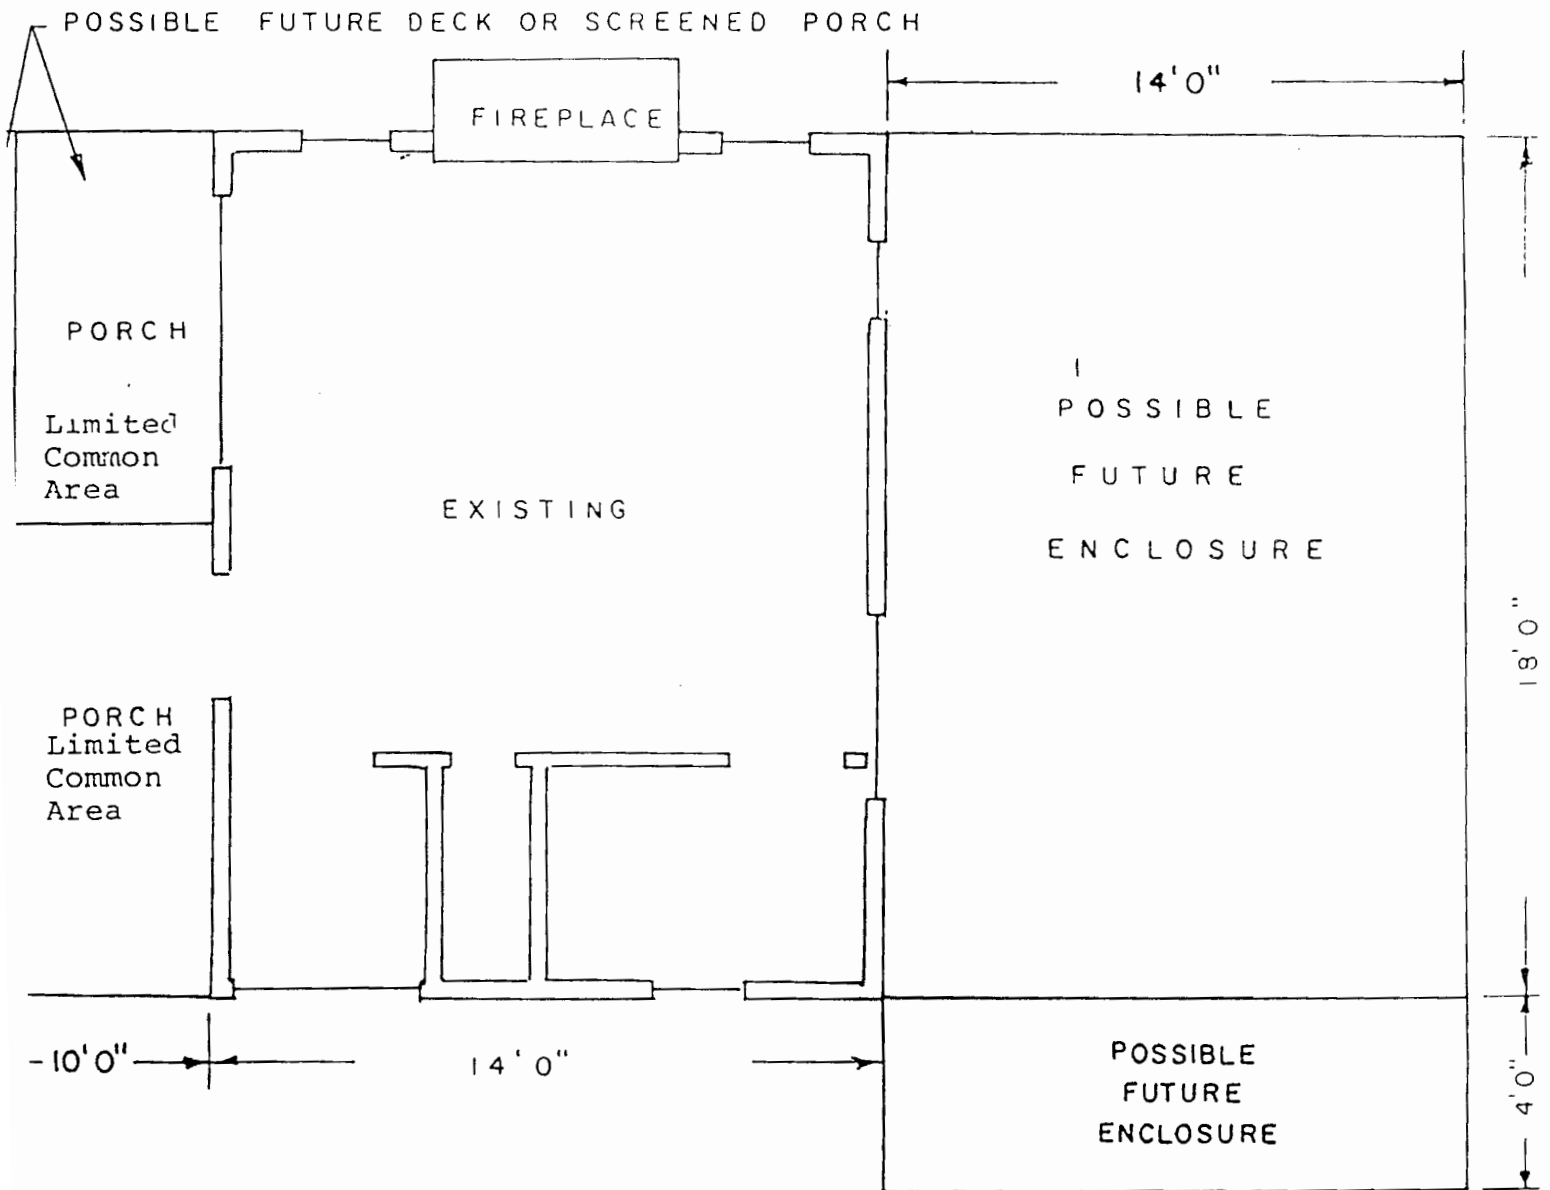 POSSIBLE FUTURE DECK OR SCREENED PORCH
14'0"
FIREPLACE
PORCH
Limited
Common
Area
EXISTING
POSSIBLE
FUTURE
ENCLOSURE
18'0"
PORCH
Limited
Common
Area
10'0"
14'0"
POSSIBLE
FUTURE
ENCLOSURE
4'0"